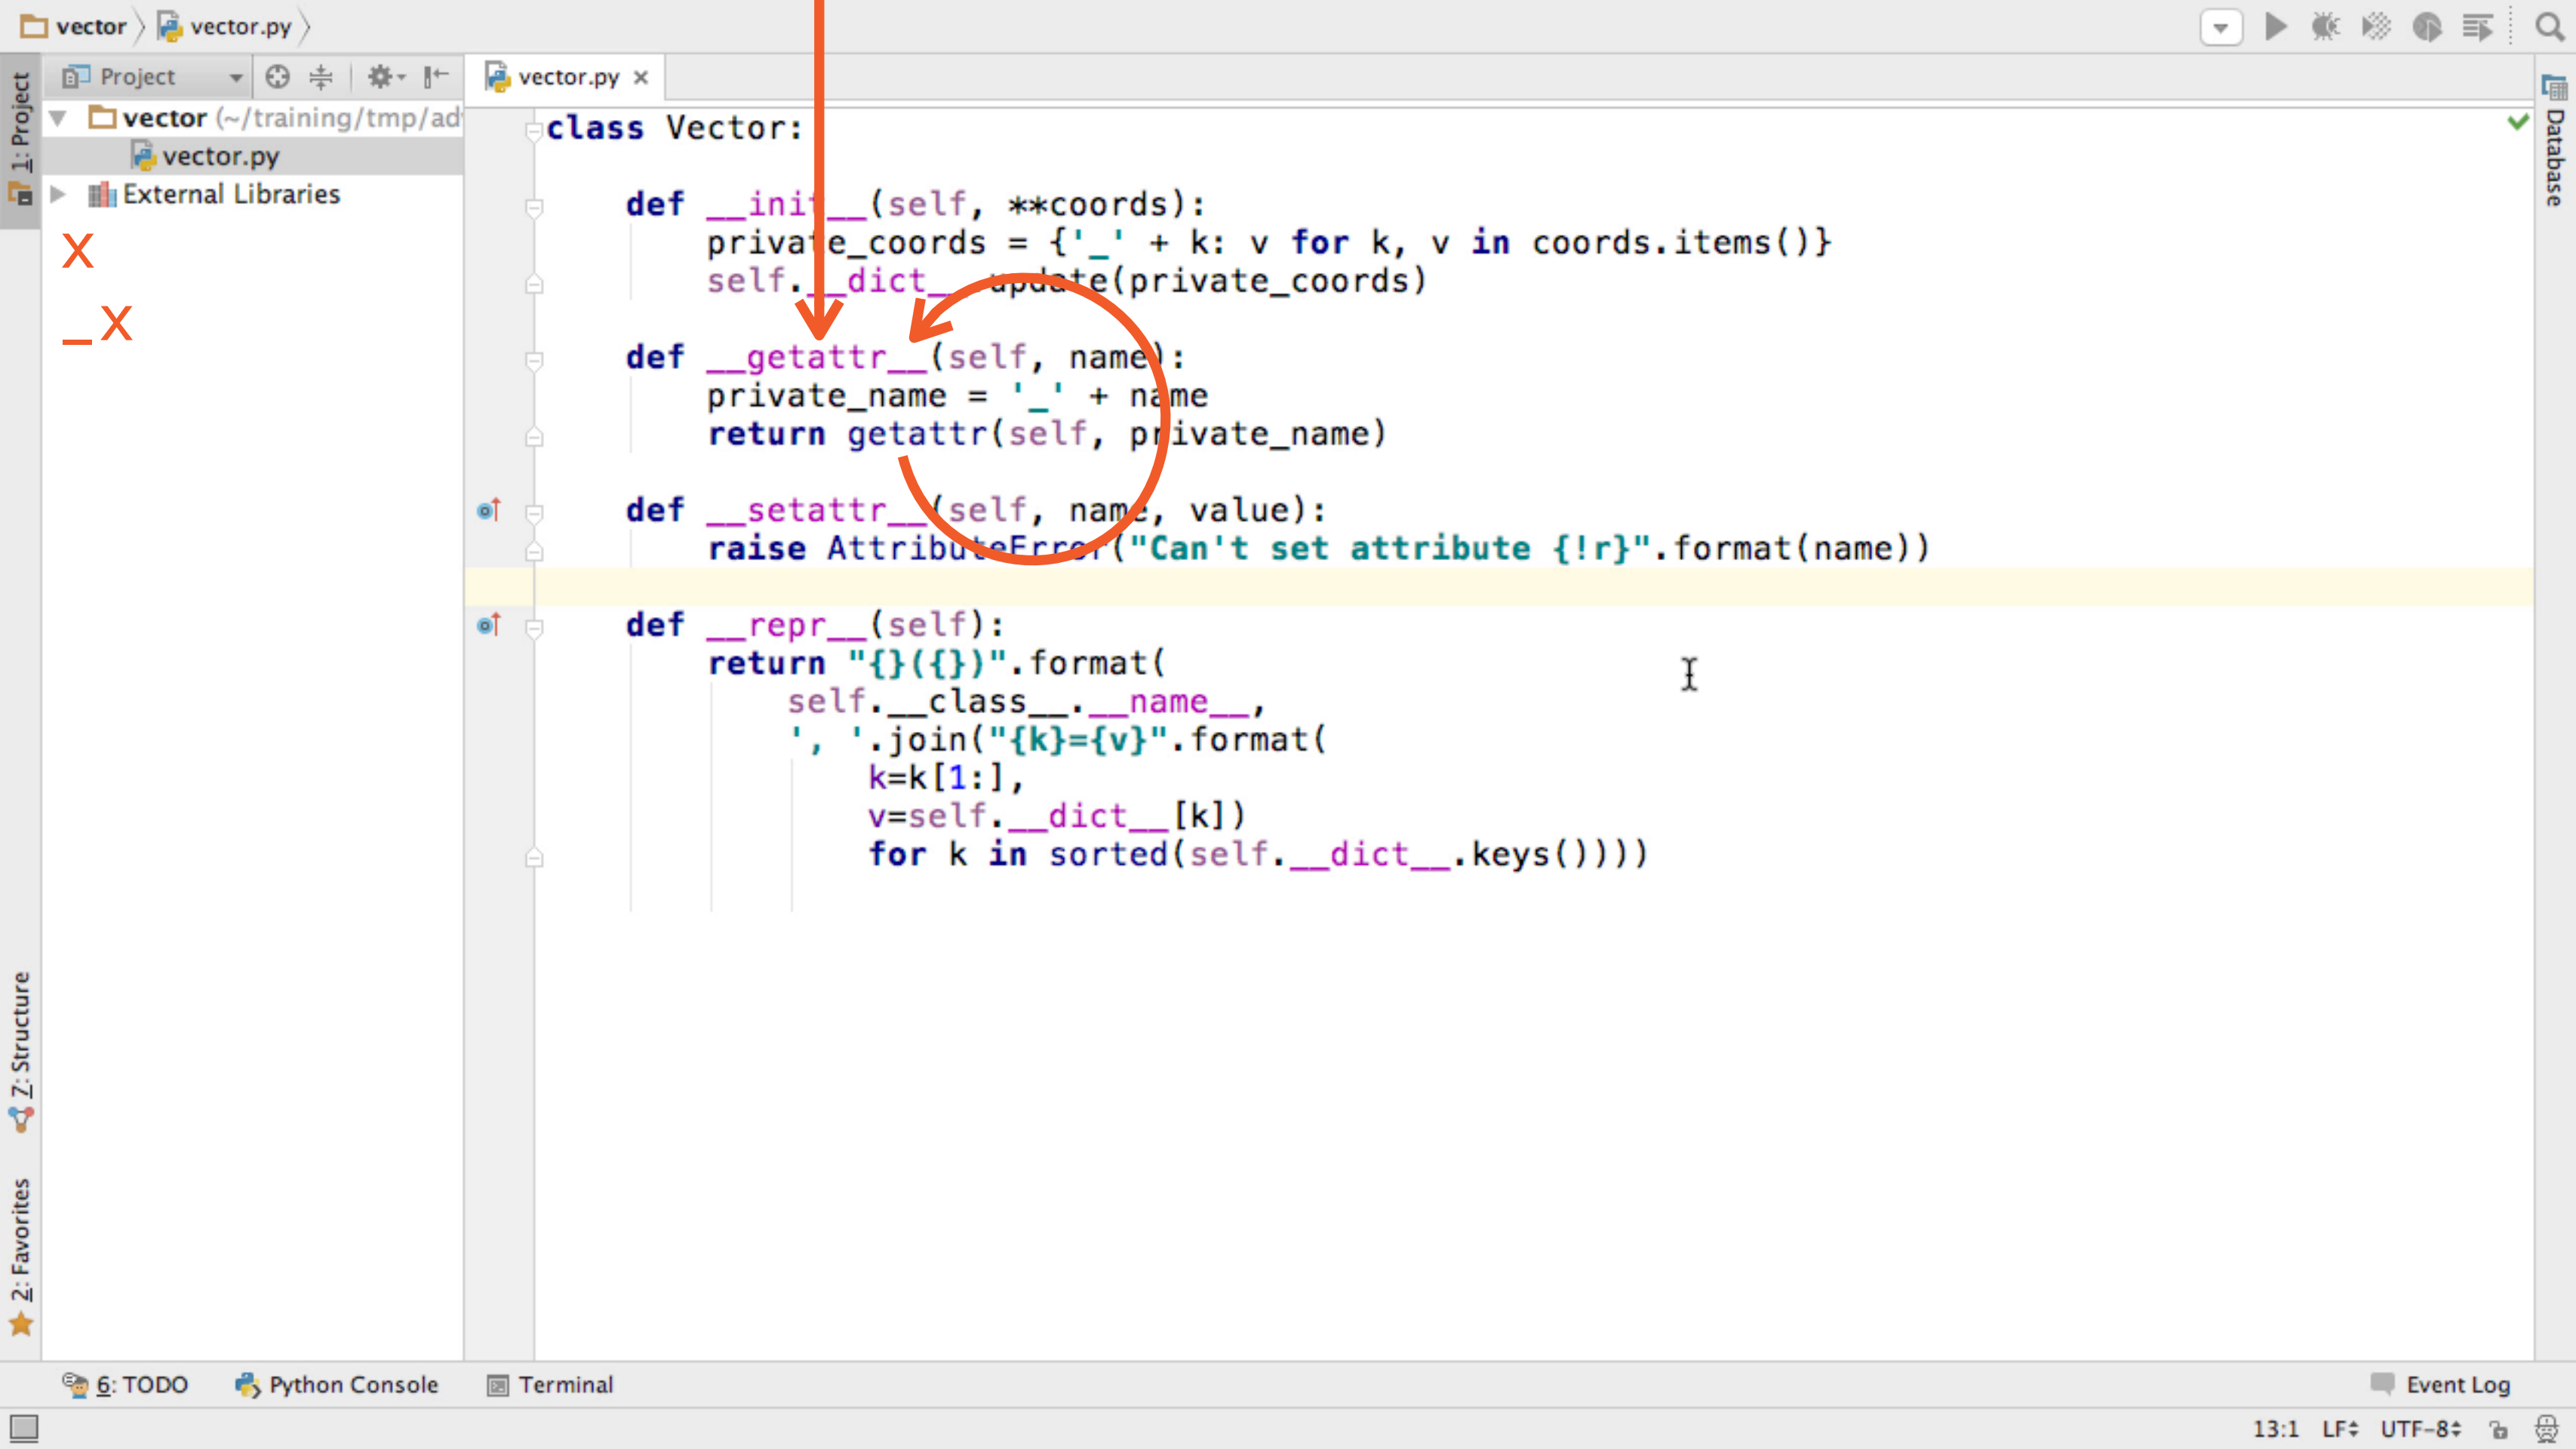 vector vector.py
1: Project
Project
vector (~/training/tmp/ad
vector.py
External Libraries
x
_x
7: Structure
2: Favorites
vector.py
class Vector:
def __init__(self, **coords):
private_coords = {'_' + k: v for k, v in coords.items()}
self.__dict__.update(private_coords)
def __getattr__(self, name):
private_name = '_' + name
return getattr(self, private_name)
def __setattr__(self, name, value):
raise AttributeError("Can't set attribute {!r}".format(name))
def __repr__(self):
return "{}({})".format(
self.__class__.__name__,
', '.join("{k}={v}".format(
k=k[1:],
v=self.__dict__[k])
for k in sorted(self.__dict__.keys())))
Database
6: TODO Python Console Terminal Event Log
13:1 LF UTF-8